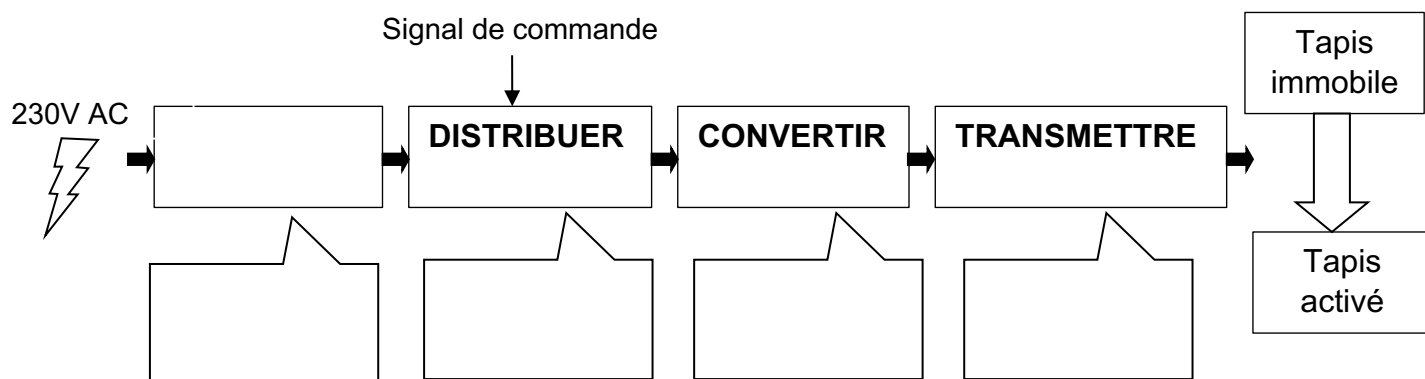 Signal de commande
230V AC
DISTRIBUER
CONVERTIR
TRANSMETTRE
Tapis
immobile
Tapis
activé